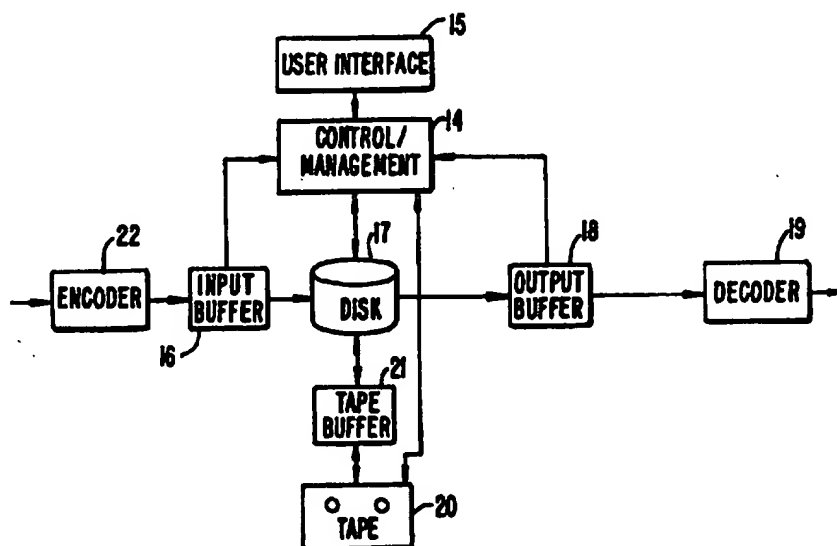 15
USER INTERFACE
14
CONTROL/
MANAGEMENT
22
ENCODER
INPUT
BUFFER
16
17
DISK
18
OUTPUT
BUFFER
19
DECODER
21
TAPE
BUFFER
TAPE
20